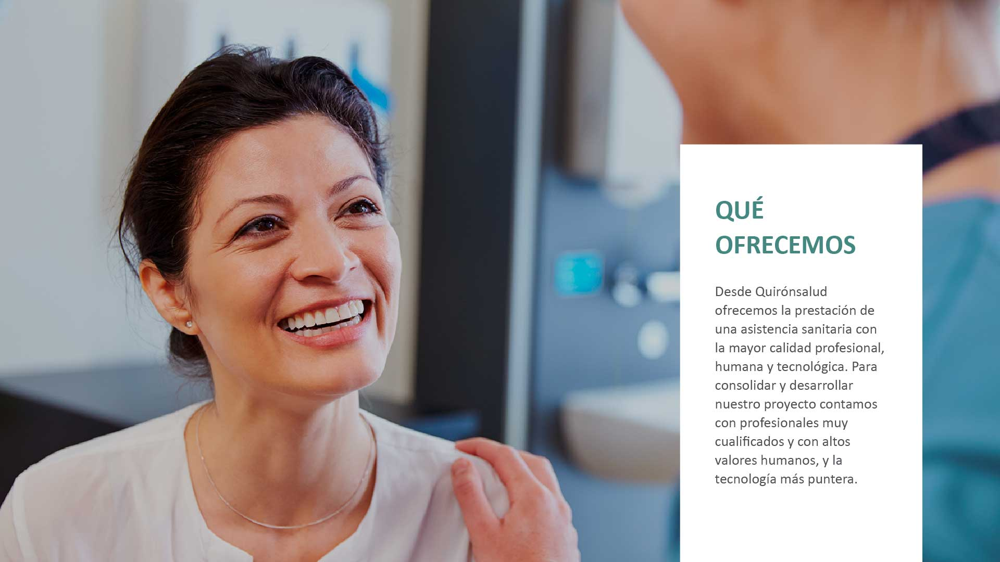 QUÉ
OFRECEMOS
Desde Quirónsalud
ofrecemos la prestación de
una asistencia sanitaria con
la mayor calidad profesional,
humana y tecnológica. Para
consolidar y desarrollar
nuestro proyecto contamos
con profesionales muy
cualificados y con altos
valores humanos, y la
tecnología más puntera.